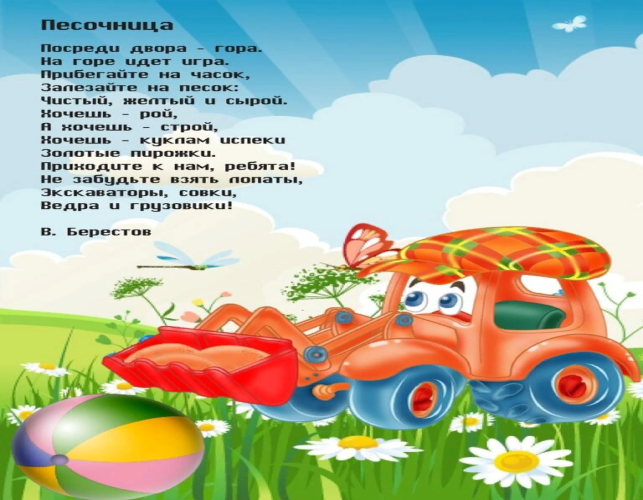 Песочница
Посреди двора - гора.
На горе идет игра.
Прибегайте на часок,
Залезайте на песок:
Чистый, желтый и сырой.
Хочешь - рой,
А хочешь - строй,
Хочешь - куклам испеки
Золотые пирожки.
Приходите к нам, ребята!
Не забудьте взять лопаты,
Экскаваторы, совки,
Ведра и грузовики!
В. Берестов